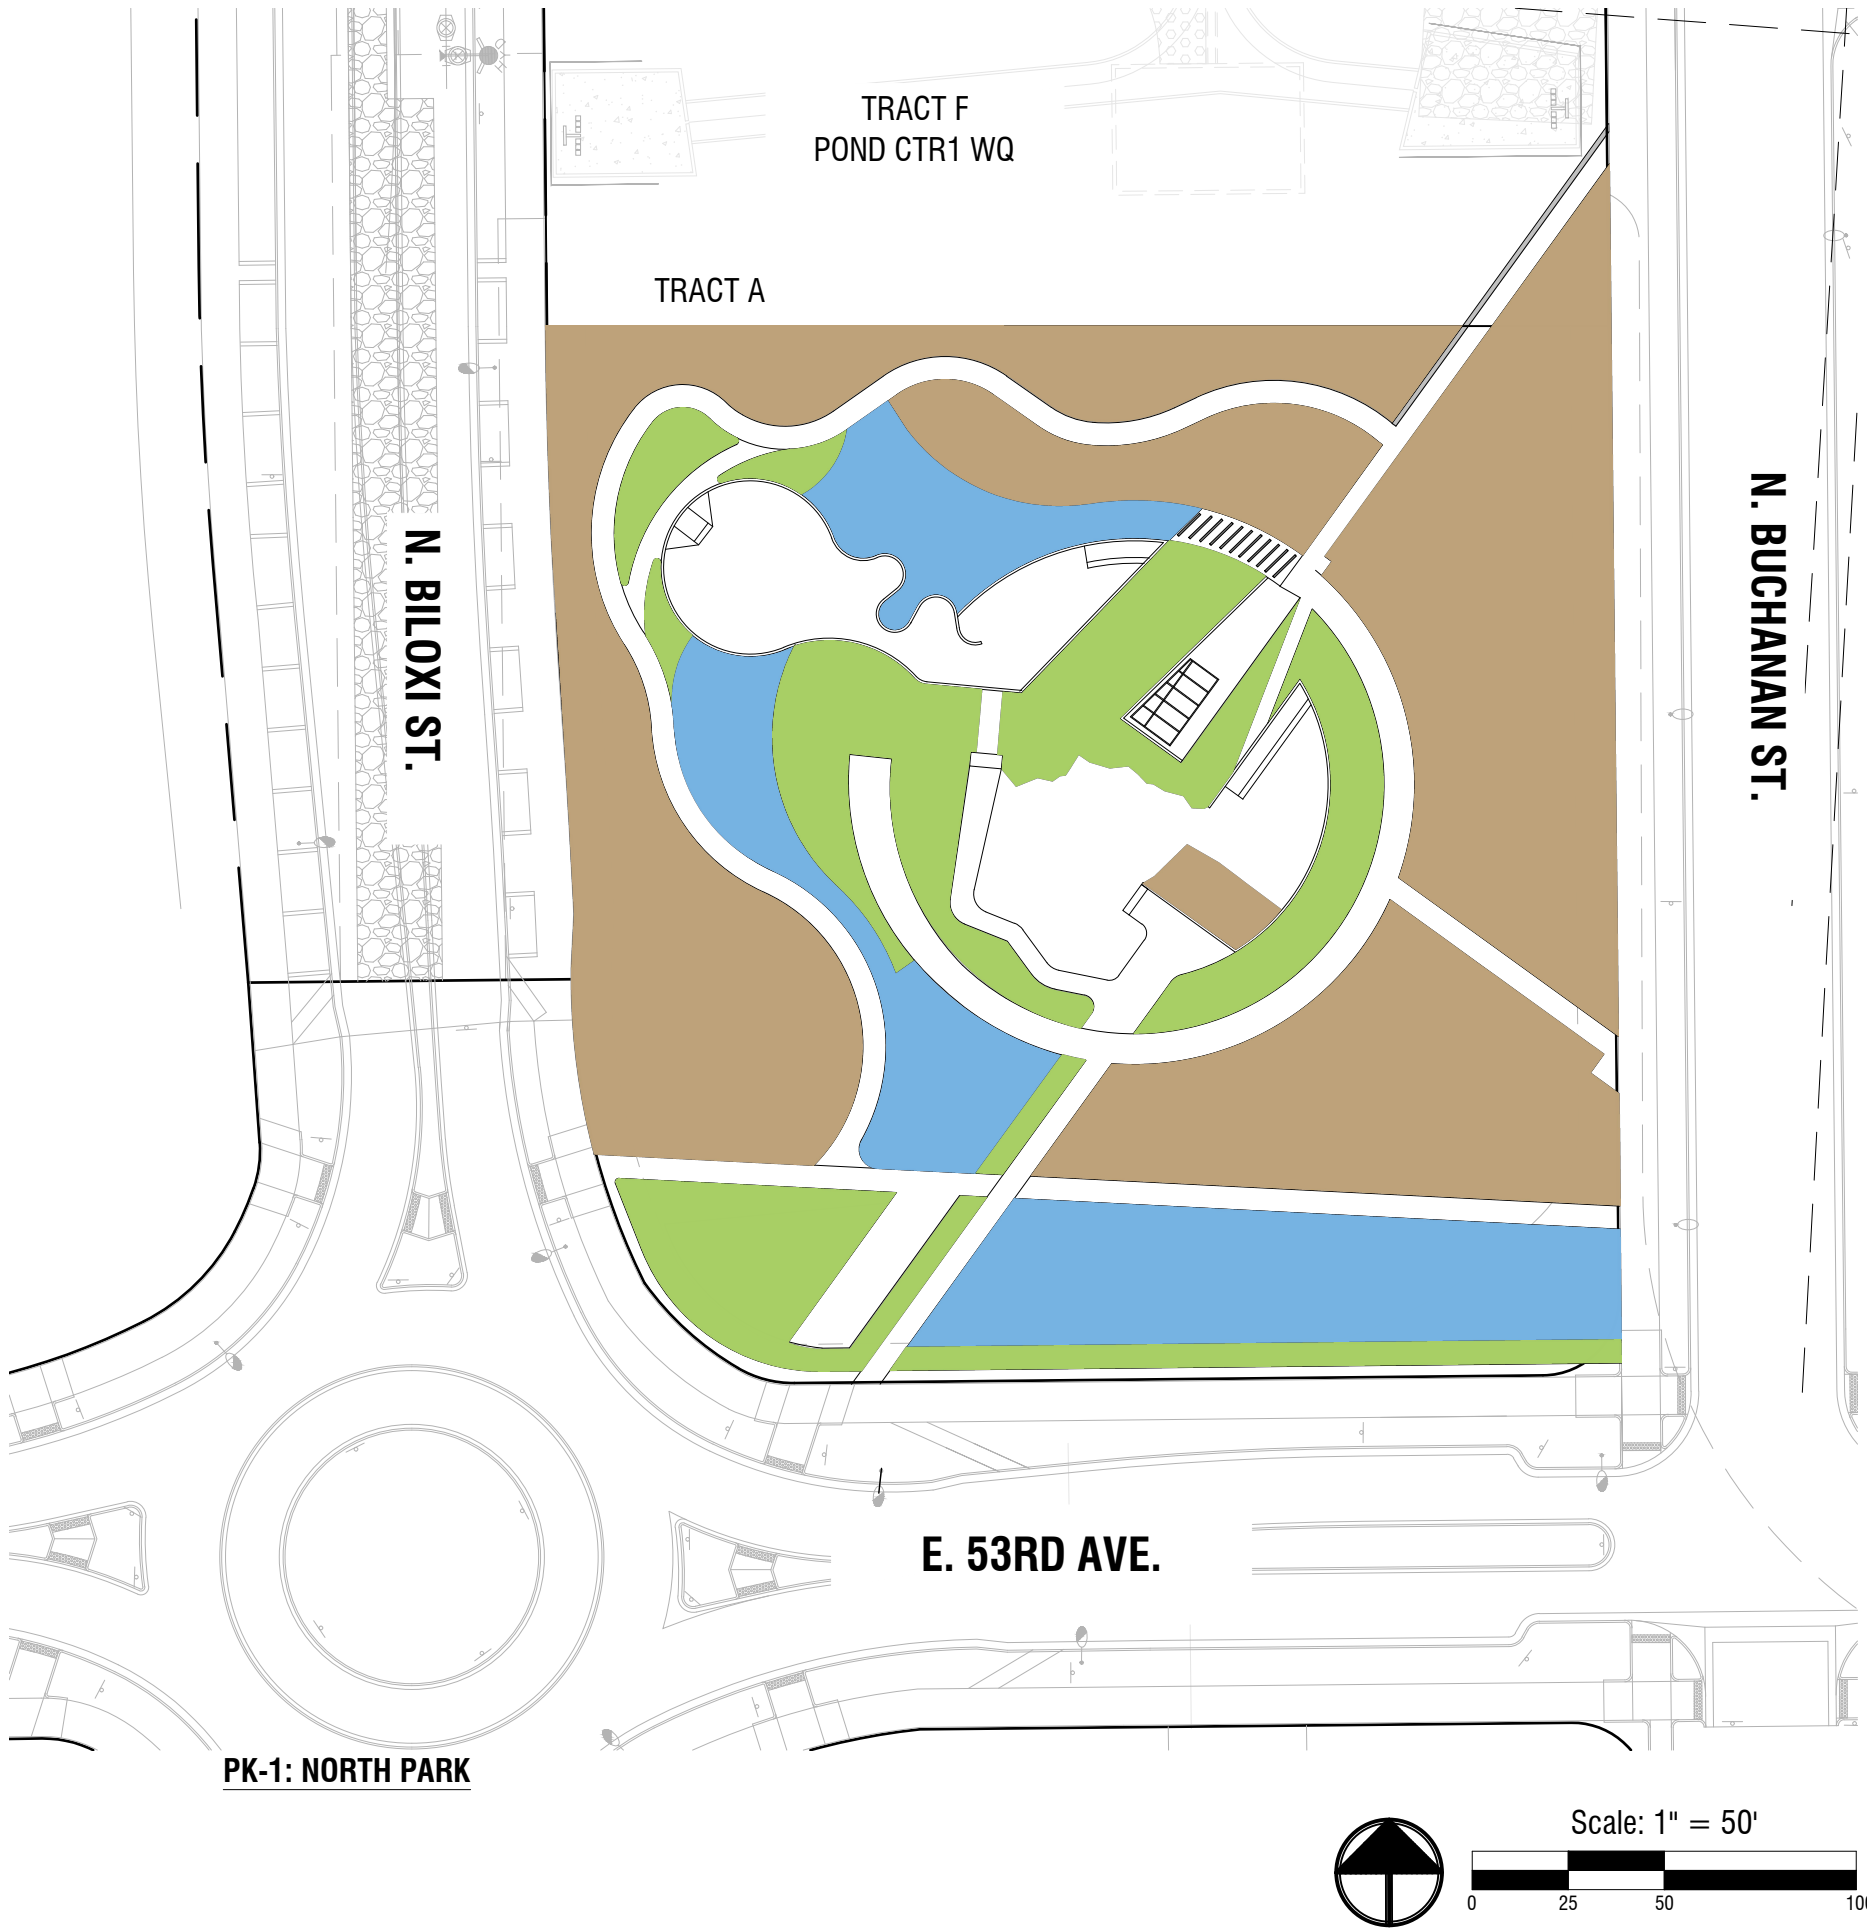 TRACT F
POND CTR1 WQ
TRACT A
N. BILOXI ST.
N. BUCHANAN ST.
E. 53RD AVE.
PK-1: NORTH PARK
Scale: 1" = 50'
0 25 50 100